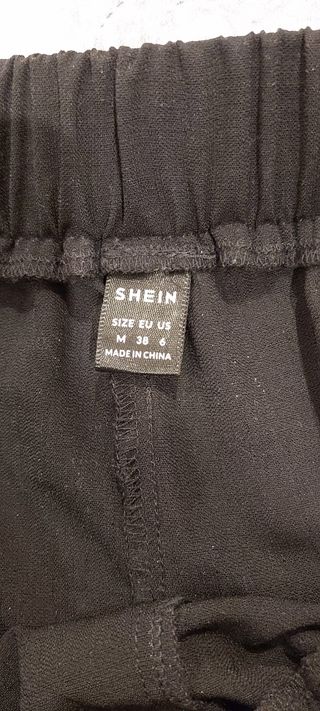 SHEIN
SIZE EU US
M 38 6
MADE IN CHINA